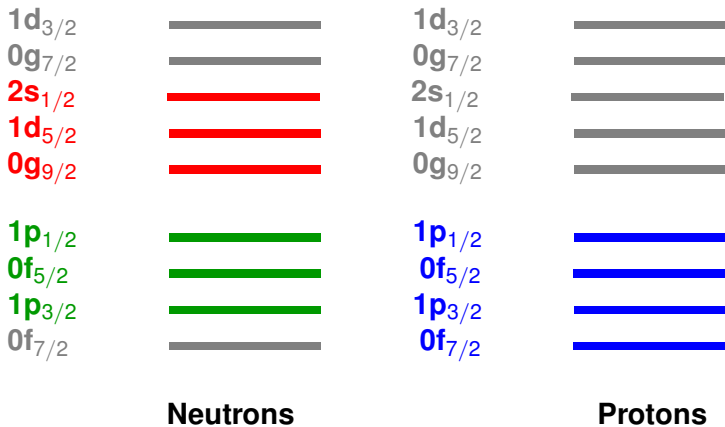 1d3/2 1d3/2
0g7/2 0g7/2
2s1/2 2s1/2
1d5/2 1d5/2
0g9/2 0g9/2
1p1/2 1p1/2
0f5/2 0f5/2
1p3/2 1p3/2
0f7/2 0f7/2
Neutrons Protons